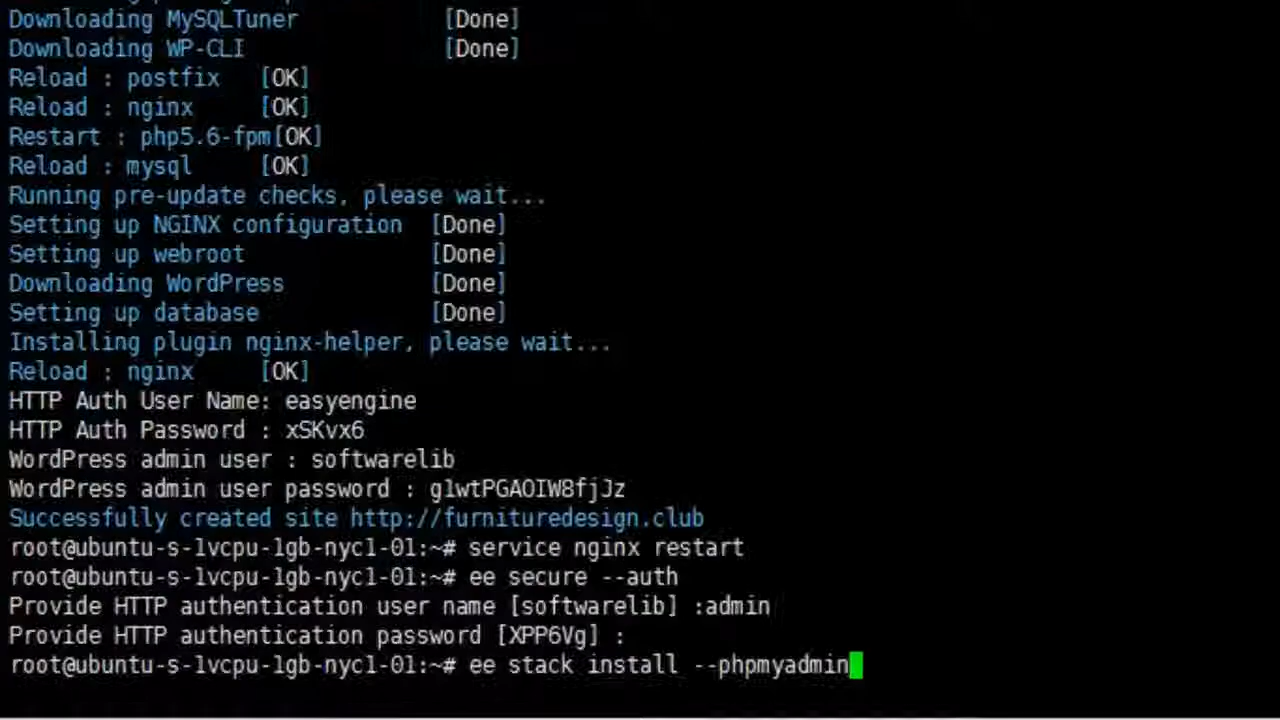 Downloading MySQLTuner [Done]
Downloading WP-CLI [Done]
Reload : postfix [OK]
Reload : nginx [OK]
Restart : php5.6-fpm[OK]
Reload : mysql [OK]
Running pre-update checks, please wait...
Setting up NGINX configuration [Done]
Setting up webroot [Done]
Downloading WordPress [Done]
Setting up database [Done]
Installing plugin nginx-helper, please wait...
Reload : nginx [OK]
HTTP Auth User Name: easyengine
HTTP Auth Password : xSKvx6
WordPress admin user : softwarelib
WordPress admin user password : glwtPGAOIW8fjJz
Successfully created site http://furnituredesign.club
root@ubuntu-s-1vcpu-1gb-nyc1-01:~# service nginx restart
root@ubuntu-s-1vcpu-1gb-nyc1-01:~# ee secure --auth
Provide HTTP authentication user name [softwarelib] :admin
Provide HTTP authentication password [XPP6Vg] :
root@ubuntu-s-1vcpu-1gb-nyc1-01:~# ee stack install --phpmyadmin